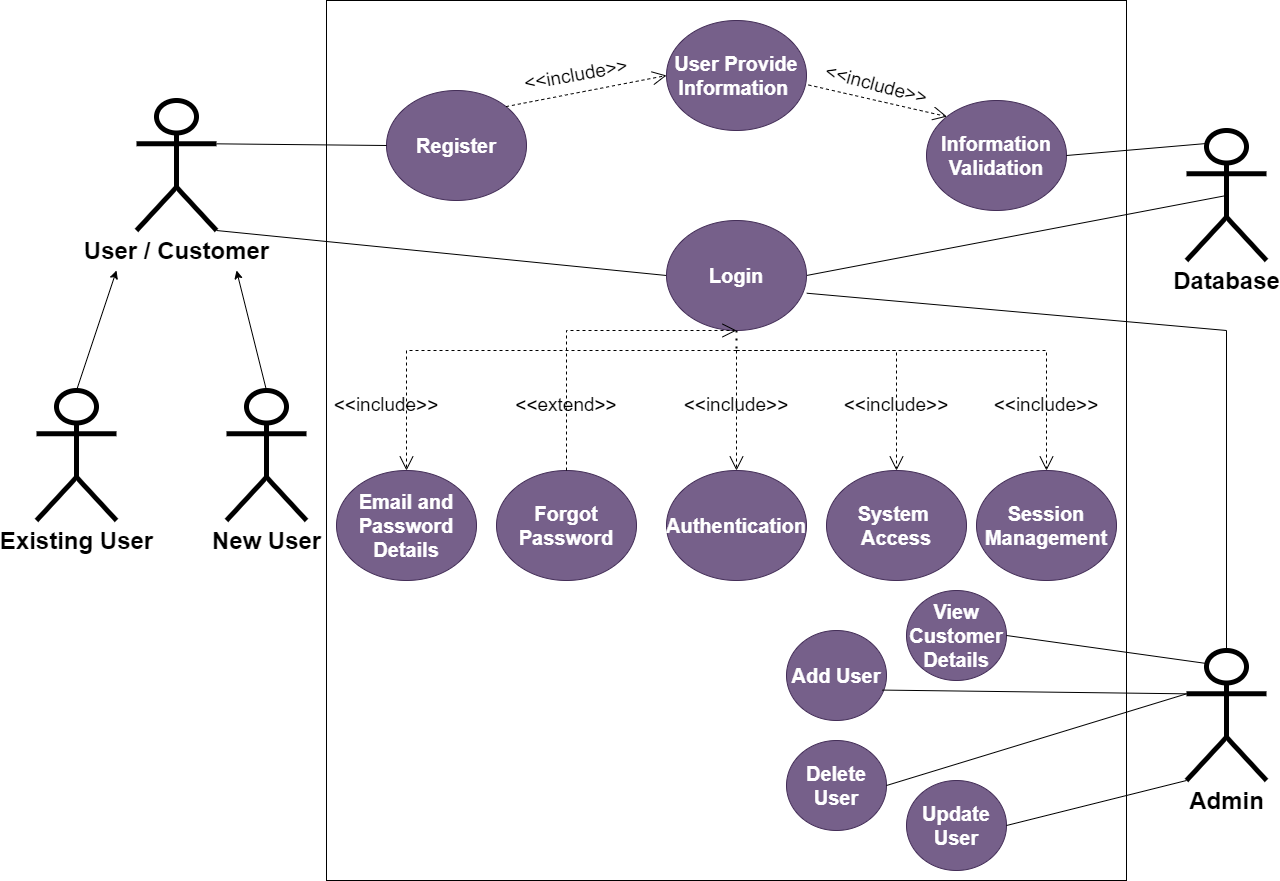 User Provide
Information
<<include>>
<<include>>
Register
Information
Validation
User / Customer
Login
Database
<<include>>
<<extend>>
<<include>>
<<include>>
<<include>>
Existing User
New User
Email and
Password
Details
Forgot
Password
Authentication
System
Access
Session
Management
View
Customer
Details
Add User
Delete
User
Update
User
Admin